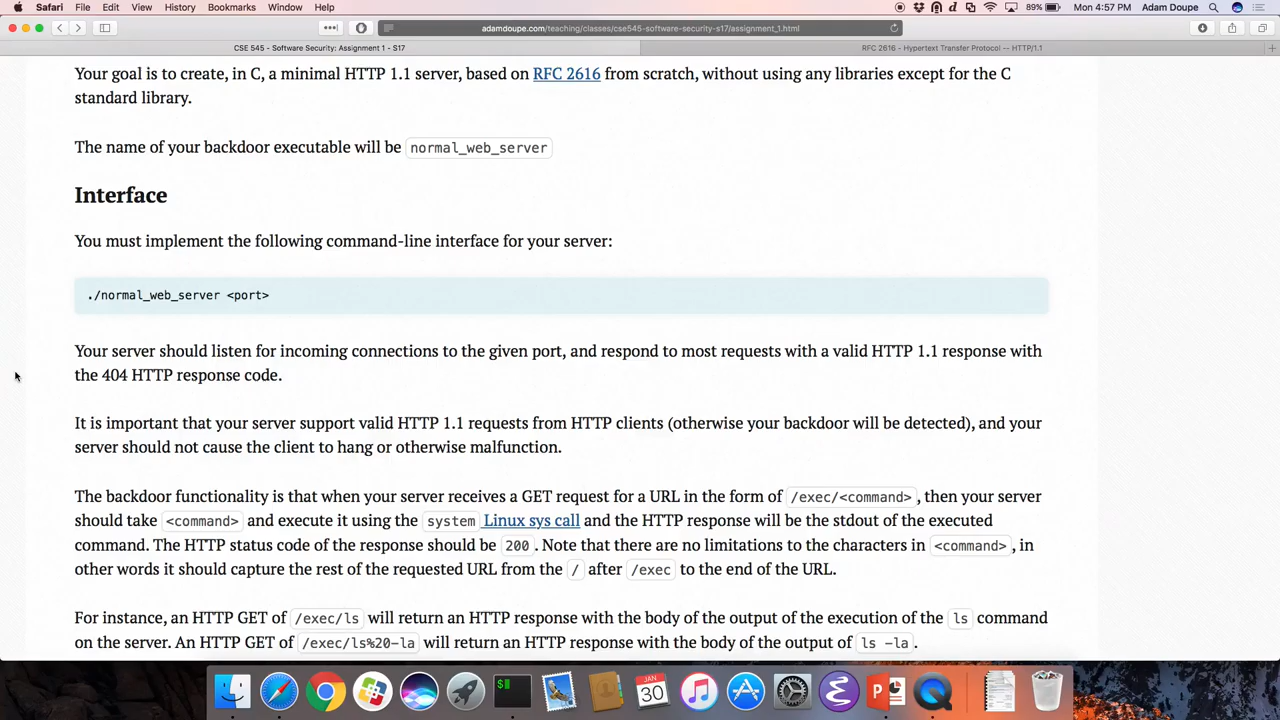 Safari File Edit View History Bookmarks Window Help 89% Mon 4:57 PM Adam Doupe
adamdoupe.com/teaching/classes/cse545-software-security-s17/assignment_1.html
CSE 545 - Software Security: Assignment 1 - S17 RFC 2616 - Hypertext Transfer Protocol -- HTTP/1.1
Your goal is to create, in C, a minimal HTTP 1.1 server, based on RFC 2616 from scratch, without using any libraries except for the C
standard library.
The name of your backdoor executable will be normal_web_server
Interface
You must implement the following command-line interface for your server:
./normal_web_server <port>
Your server should listen for incoming connections to the given port, and respond to most requests with a valid HTTP 1.1 response with
the 404 HTTP response code.
It is important that your server support valid HTTP 1.1 requests from HTTP clients (otherwise your backdoor will be detected), and your
server should not cause the client to hang or otherwise malfunction.
The backdoor functionality is that when your server receives a GET request for a URL in the form of /exec/<command>, then your server
should take <command> and execute it using the system Linux sys call and the HTTP response will be the stdout of the executed
command. The HTTP status code of the response should be 200. Note that there are no limitations to the characters in <command>, in
other words it should capture the rest of the requested URL from the / after /exec to the end of the URL.
For instance, an HTTP GET of /exec/ls will return an HTTP response with the body of the output of the execution of the ls command
on the server. An HTTP GET of /exec/ls%20-la will return an HTTP response with the body of the output of ls -la.
$
JAN
30
P